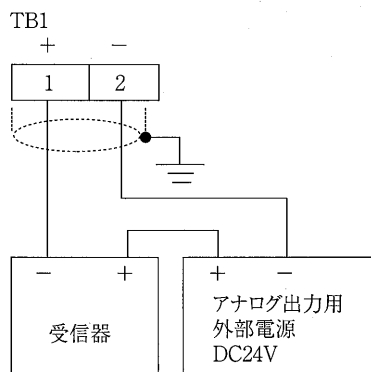 TB1
+ −
1 2
− + + −
受信器
アナログ出力用
外部電源
DC24V